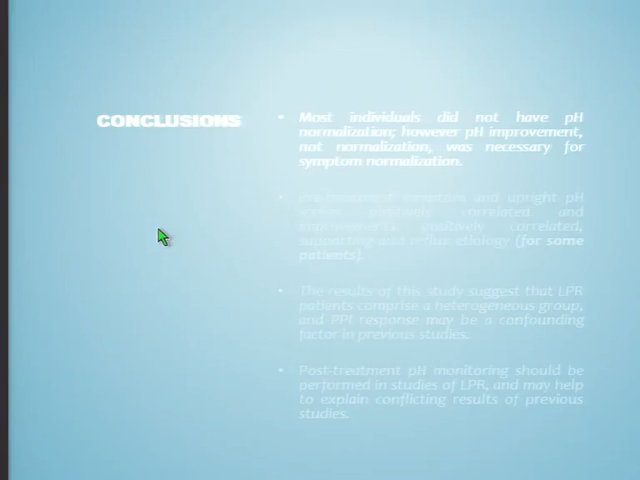 CONCLUSIONS
• Most individuals did not have pH
normalization; however pH improvement,
not normalization, was necessary for
symptom normalization.
• symptom and upright pH
positively correlated and
improvements positively correlated,
supporting acid reflux etiology (for some
patients).
• The results of this study suggest that LPR
patients comprise a heterogeneous group,
and PPI response may be a confounding
factor in previous studies.
• Post-treatment pH monitoring should be
performed in studies of LPR, and may help
to explain conflicting results of previous
studies.